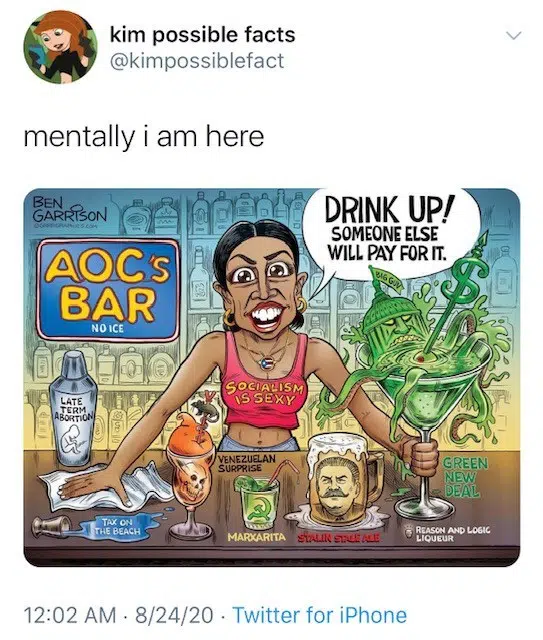 kim possible facts
@kimpossiblefact
mentally i am here
BEN
GARRISON
DRINK UP!
SOMEONE ELSE
WILL PAY FOR IT.
AOC'S
BAR
NO ICE
BIG GOV
$
LATE
TERM
ABORTION
SOCIALISM
IS SEXY
VENEZUELAN
SURPRISE
GREEN
NEW
DEAL
TAX ON
THE BEACH
MARXARITA
STALIN STALE ALE
REASON AND LOGIC
LIQUEUR
12:02 AM · 8/24/20 · Twitter for iPhone